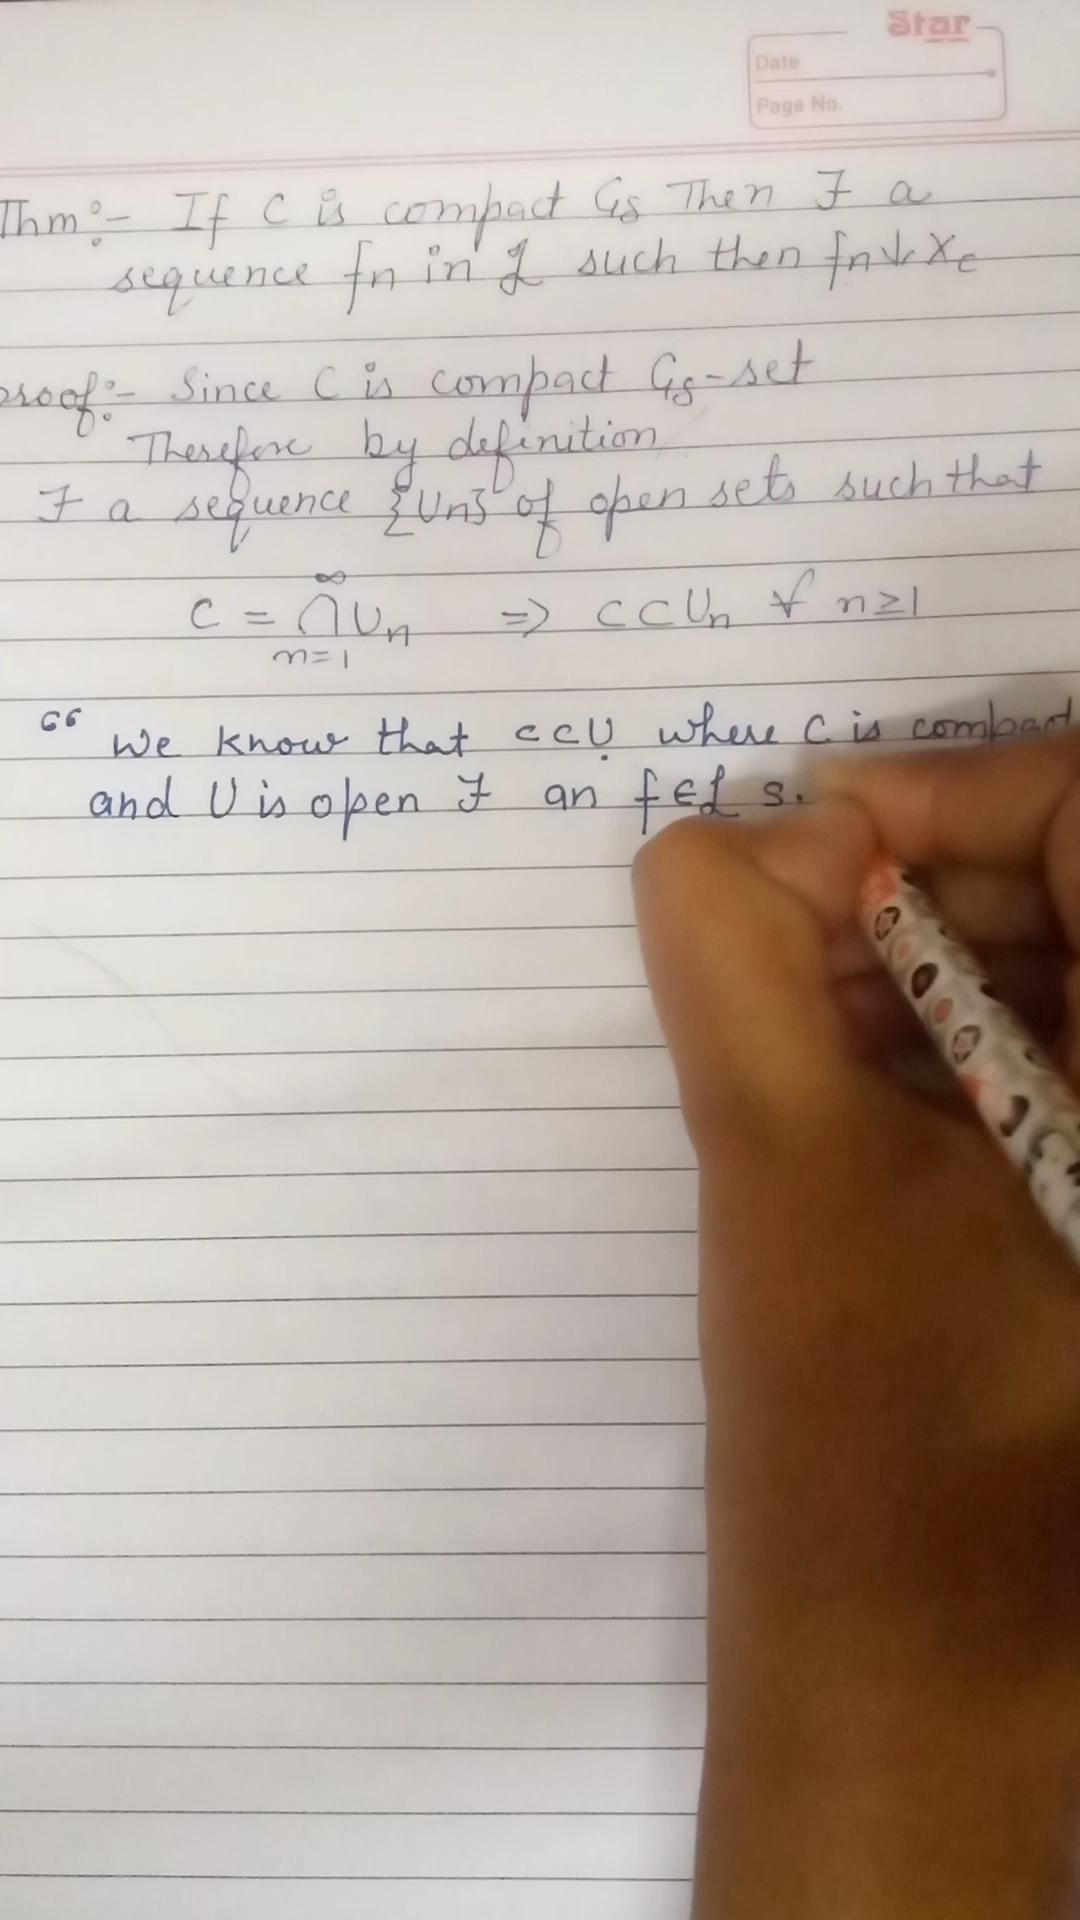 Star
Date
Page No.
Thm:- If C is compact Gδ Then ∃ a
sequence fn in ℒ such then fn↓χc
proof:- Since C is compact Gδ-set
Therefore by definition
∃ a sequence {Un} of open sets such that
∞
C = ∩ Un ⇒ C⊂Un ∀ n≥1
n=1
“ We know that C⊂U where C is compact
and U is open ∃ an f∈ℒ s.